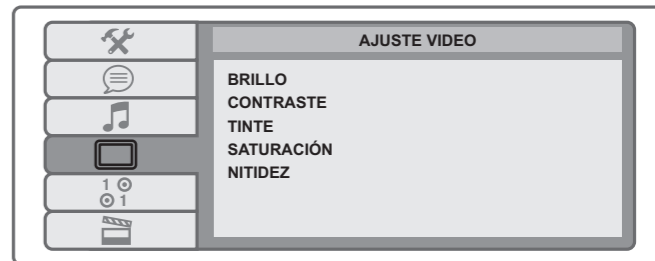 AJUSTE VIDEO
BRILLO
CONTRASTE
TINTE
SATURACIÓN
NITIDEZ
1
1